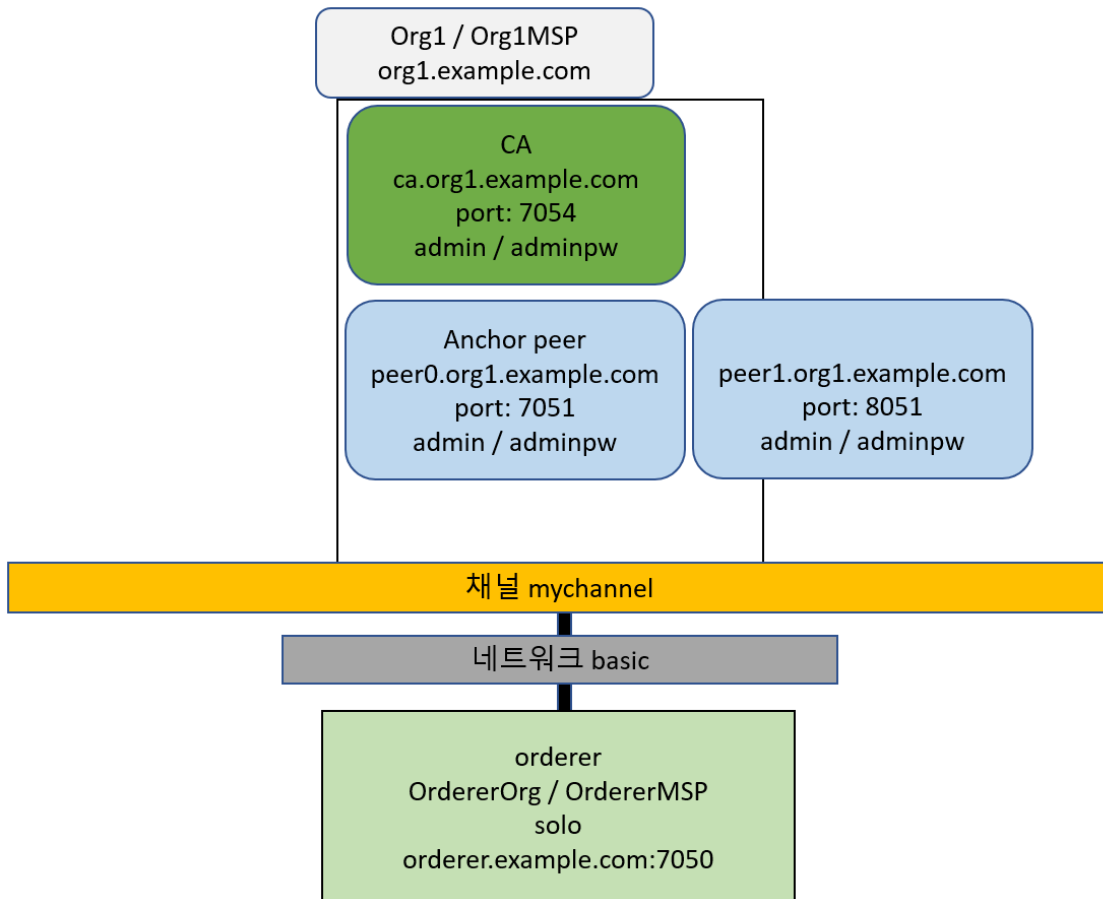 Org1 / Org1MSP
org1.example.com
CA
ca.org1.example.com
port: 7054
admin / adminpw
Anchor peer
peer0.org1.example.com
port: 7051
admin / adminpw
peer1.org1.example.com
port: 8051
admin / adminpw
채널 mychannel
네트워크 basic
orderer
OrdererOrg / OrdererMSP
solo
orderer.example.com:7050